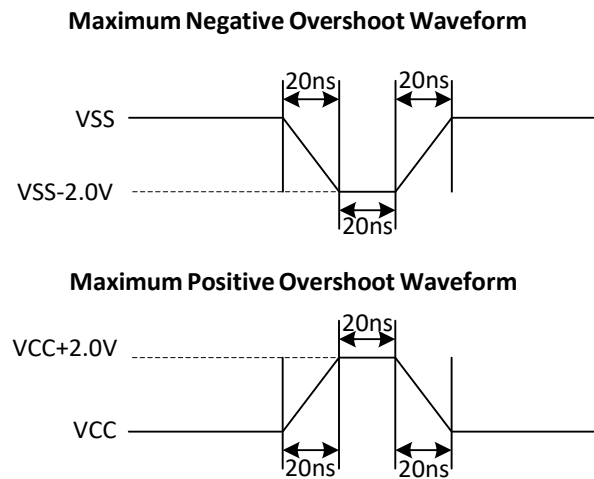 Maximum Negative Overshoot Waveform
20ns 20ns
VSS
VSS-2.0V
20ns
Maximum Positive Overshoot Waveform
20ns
VCC+2.0V
VCC
20ns 20ns